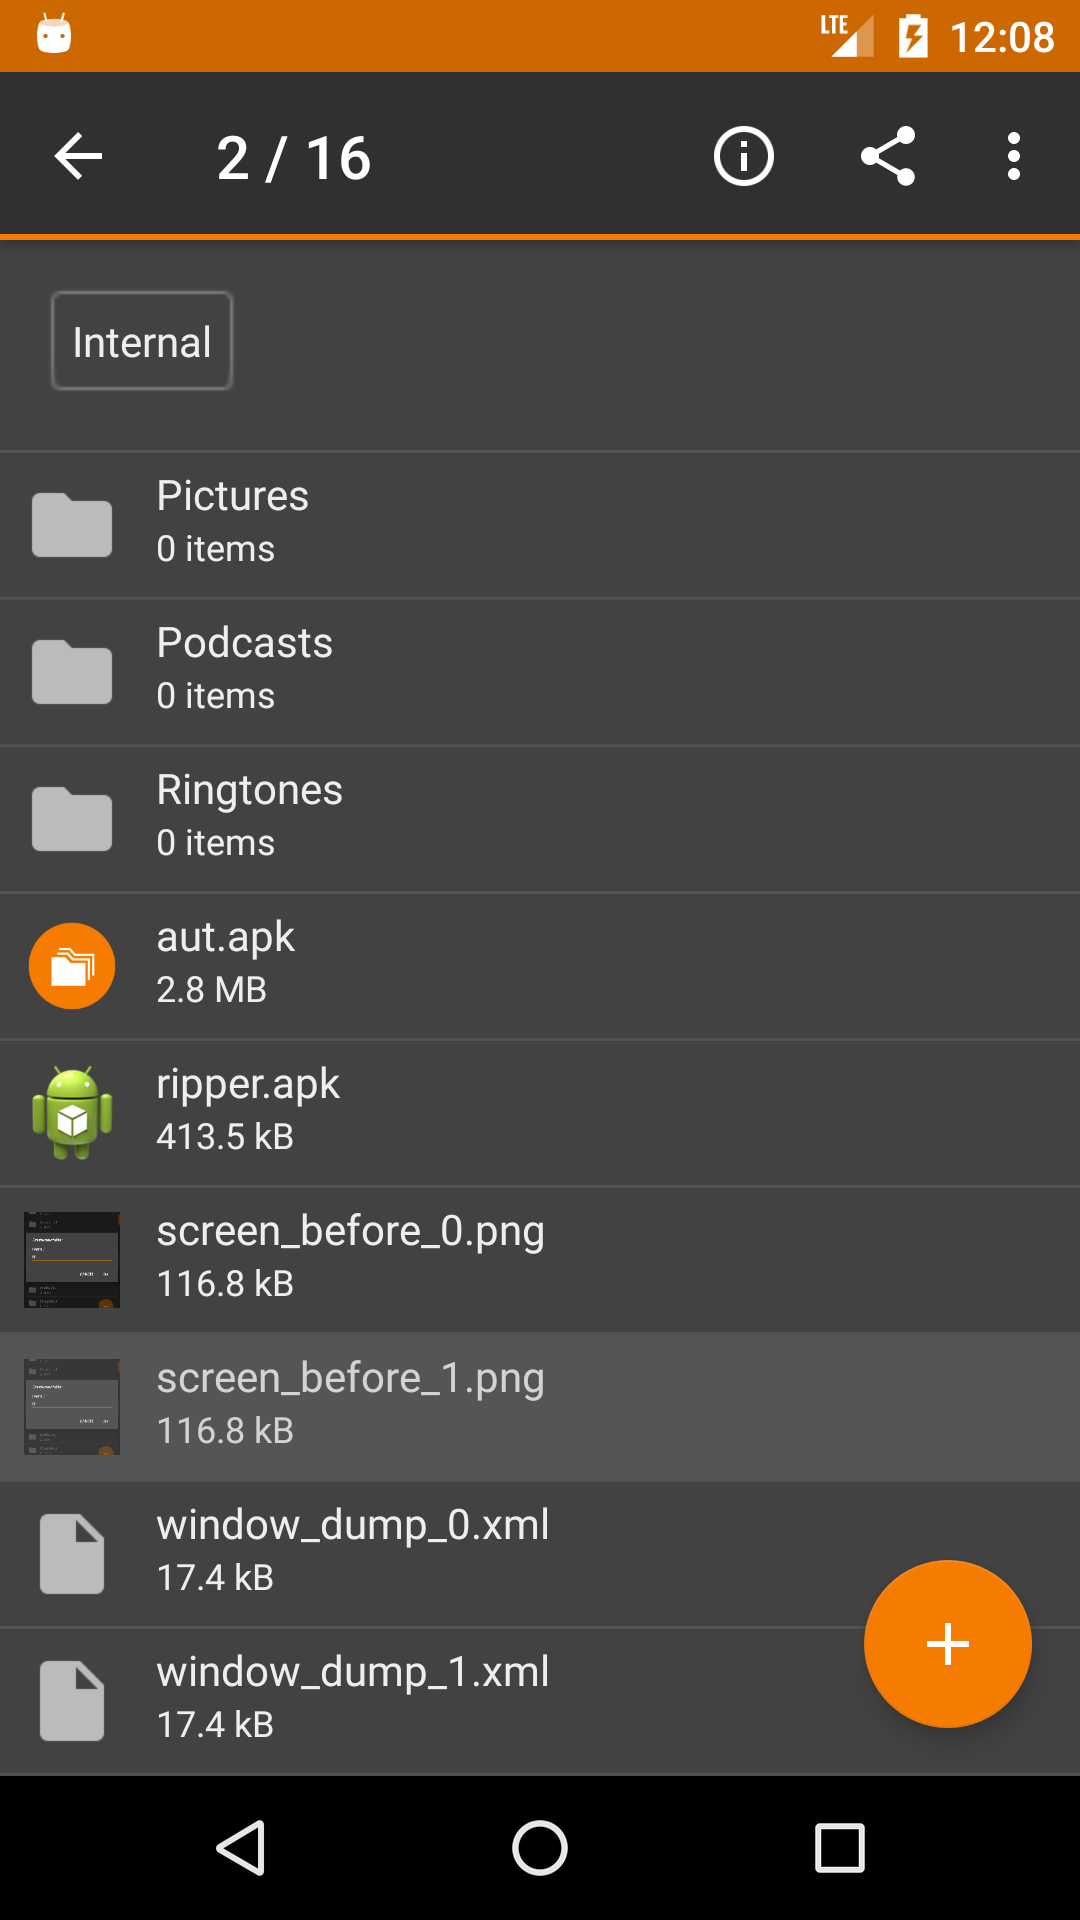 LTE 12:08
2 / 16
Internal
Pictures
0 items
Podcasts
0 items
Ringtones
0 items
aut.apk
2.8 MB
ripper.apk
413.5 kB
screen_before_0.png
116.8 kB
screen_before_1.png
116.8 kB
window_dump_0.xml
17.4 kB
window_dump_1.xml
17.4 kB